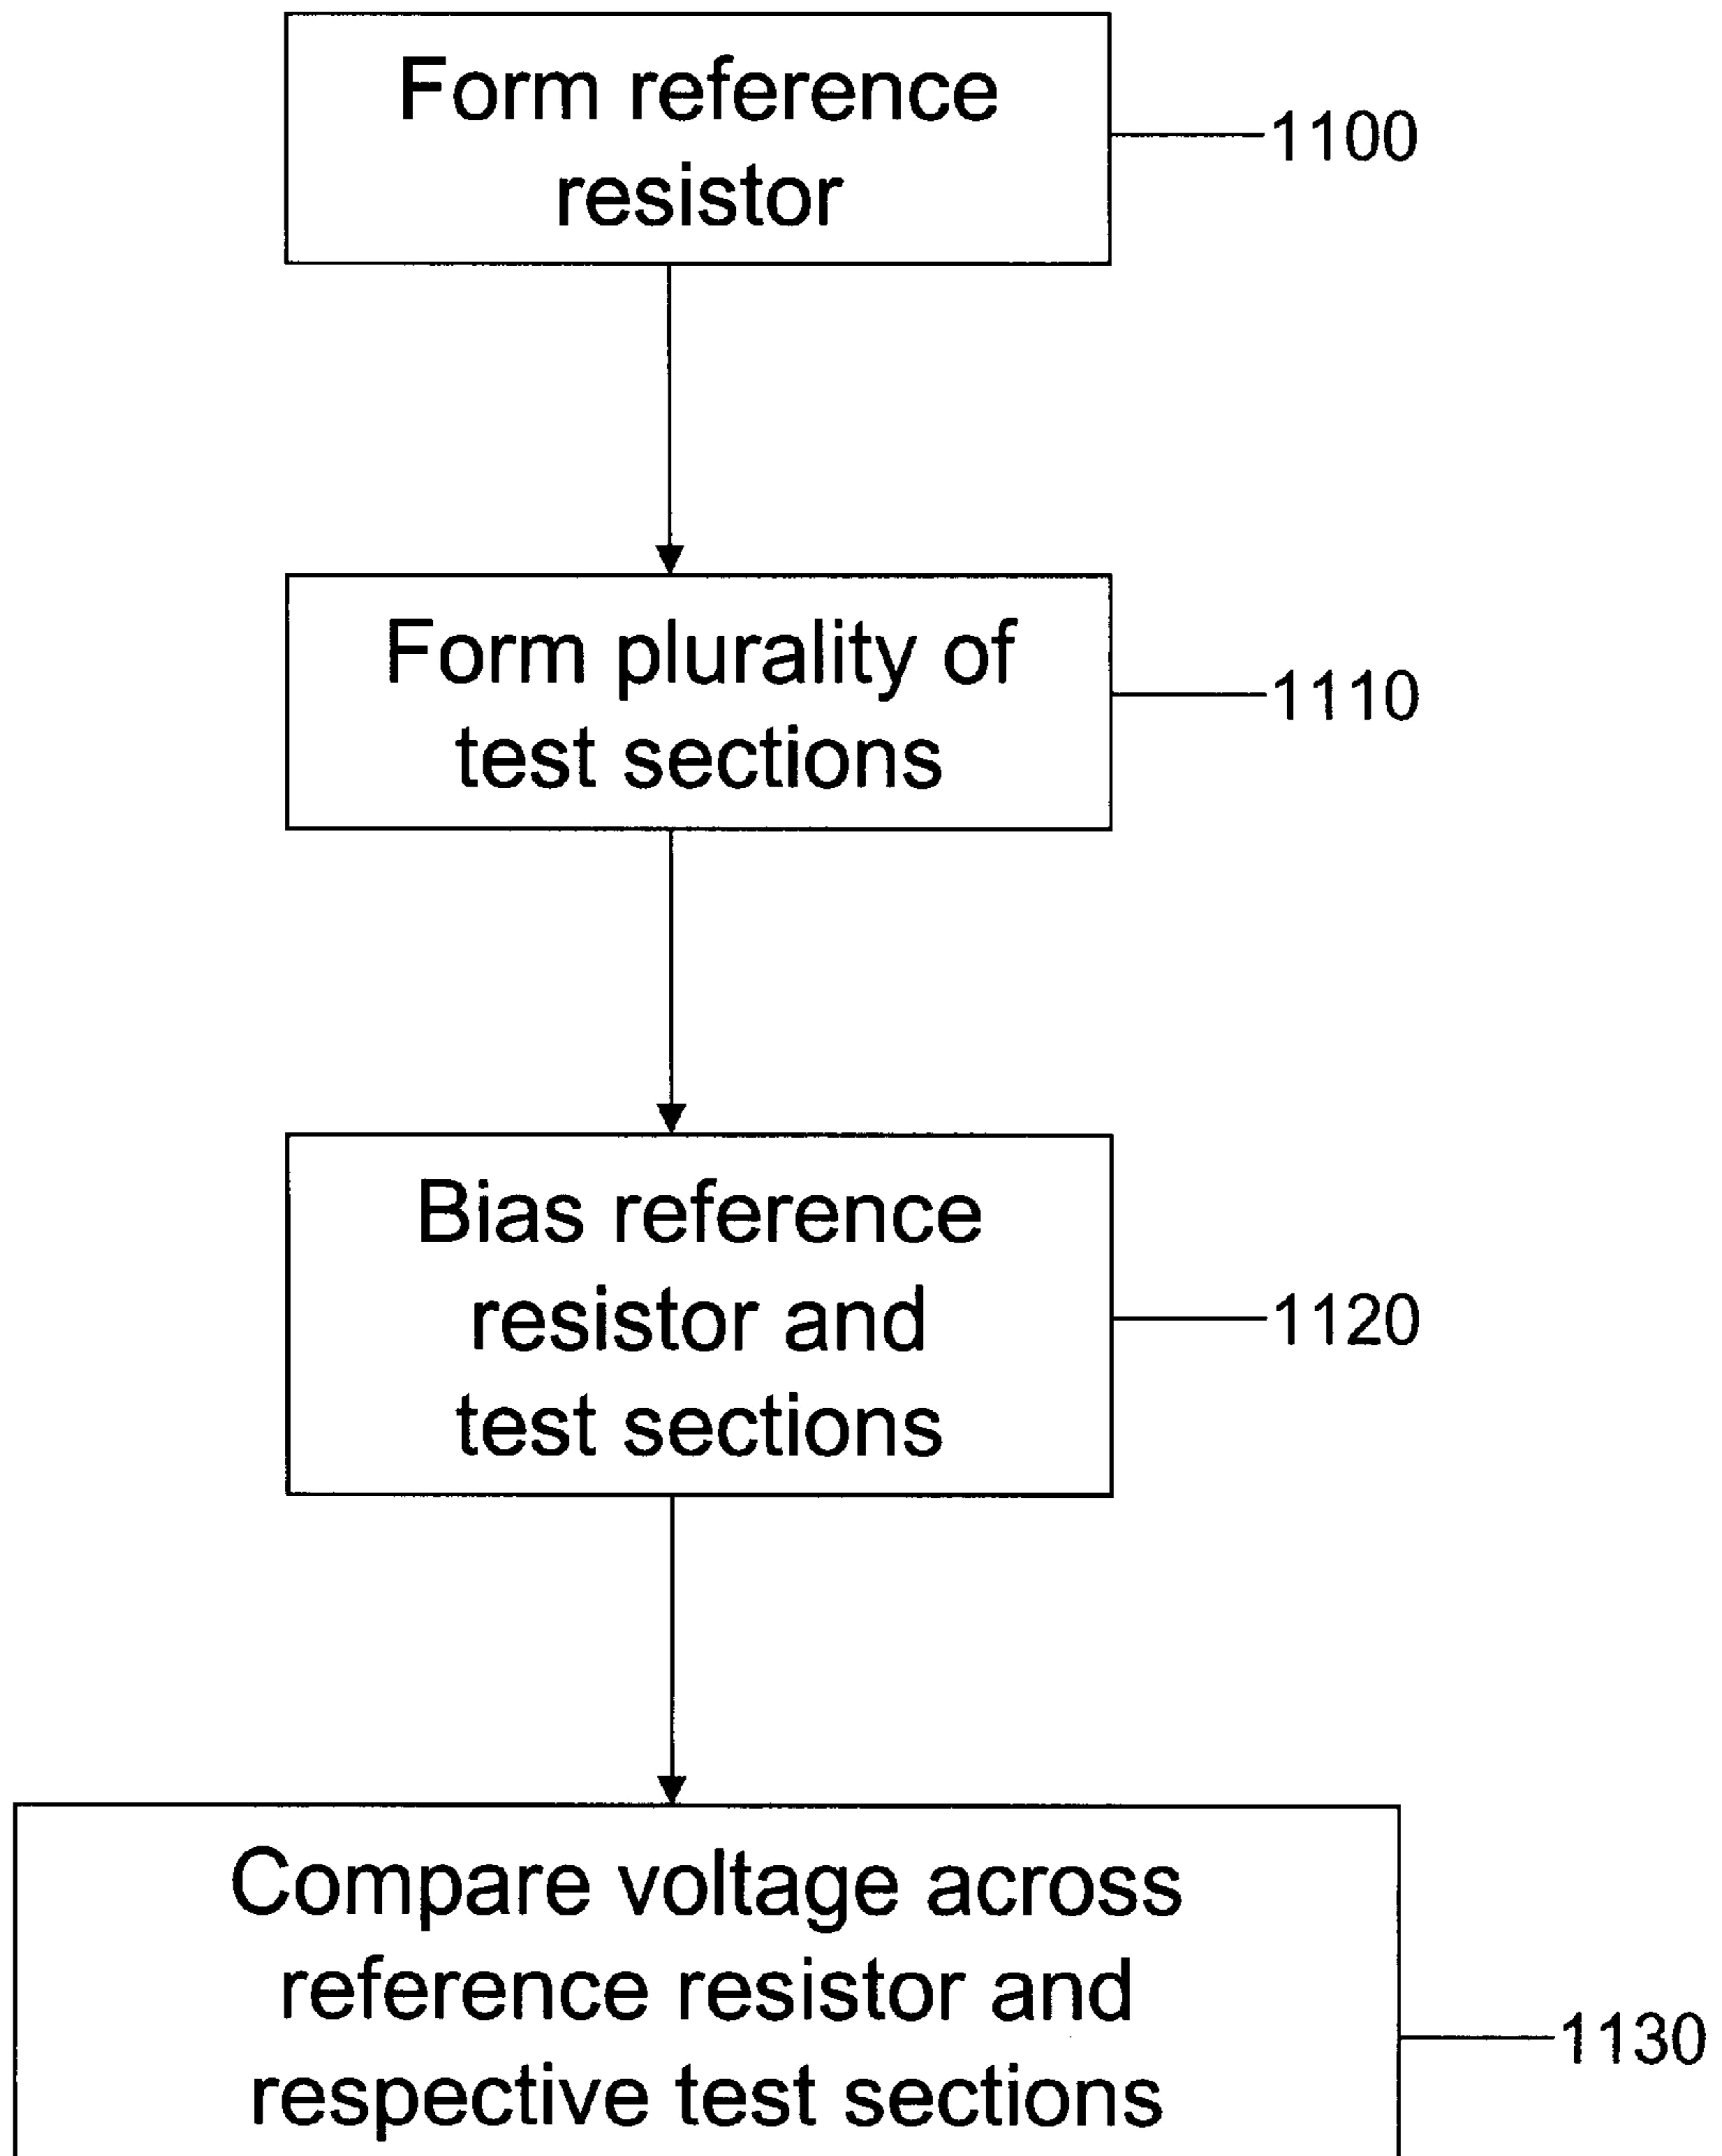 Form reference
resistor
1100
Form plurality of
test sections
1110
Bias reference
resistor and
test sections
1120
Compare voltage across
reference resistor and
respective test sections
1130